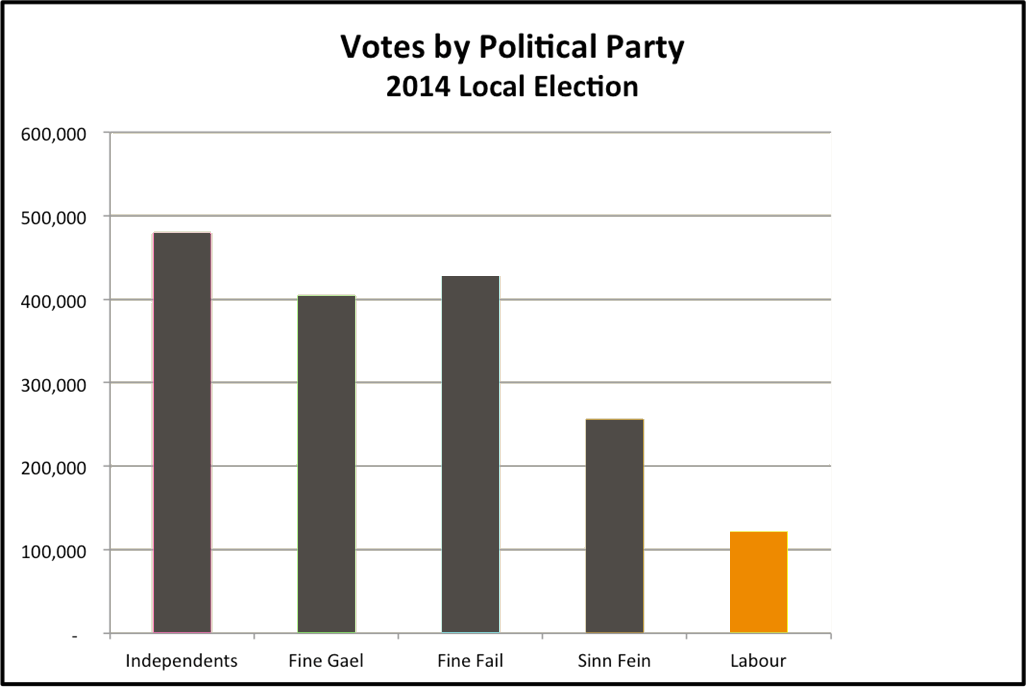 Votes by Political Party
2014 Local Election
600,000
500,000
400,000
300,000
200,000
100,000
-
Independents Fine Gael Fine Fail Sinn Fein Labour